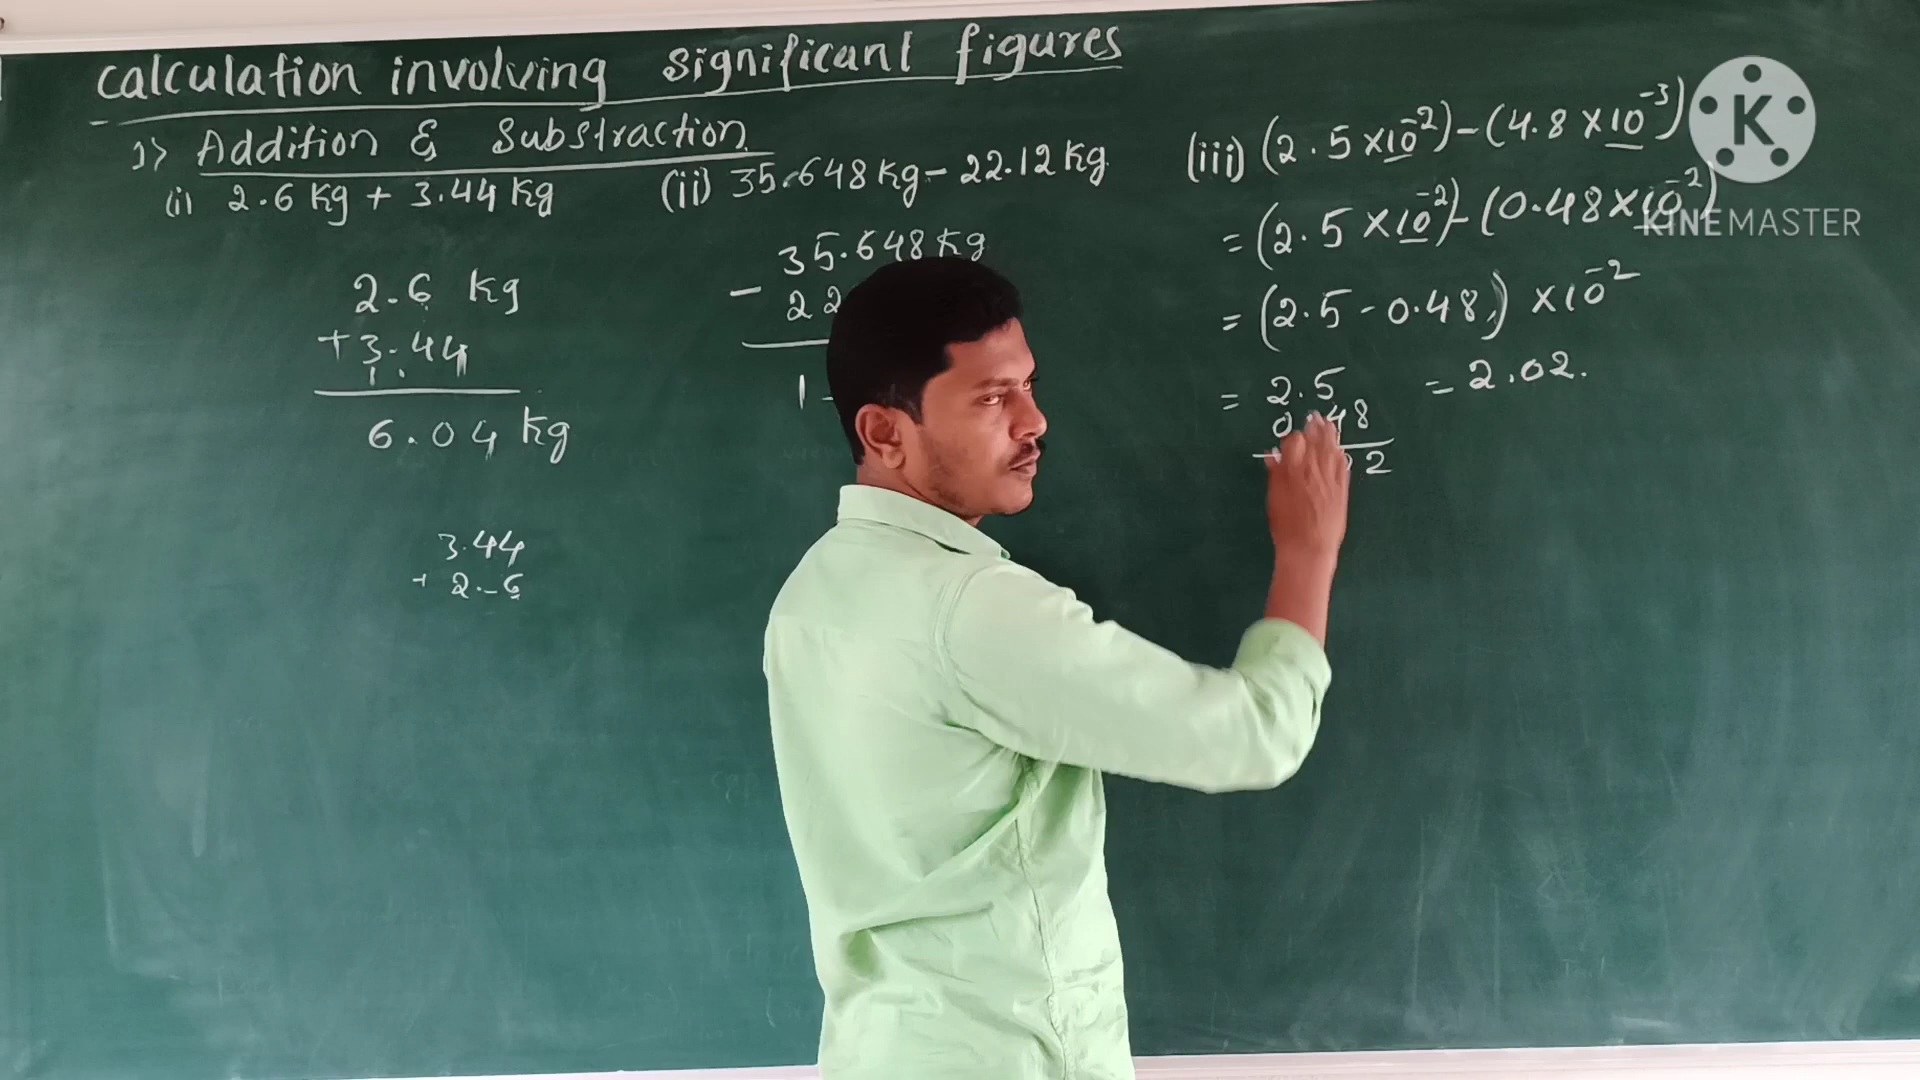 Calculation involving significant figures
1> Addition & Substraction
(i) 2.6 Kg + 3.44 Kg
2.6 kg
+ 3.44
1.
6.04 kg
3.44
+ 2.-6
(ii) 35.648 Kg - 22.12 Kg.
35.648 Kg
- 22
1
(iii) (2.5 ×10⁻²) - (4.8 ×10⁻³)
= (2.5 ×10⁻²) - (0.48×10⁻²)
= (2.5 - 0.48) ×10⁻²
= 2.5 = 2.02.
0.48
02
K
KINEMASTER